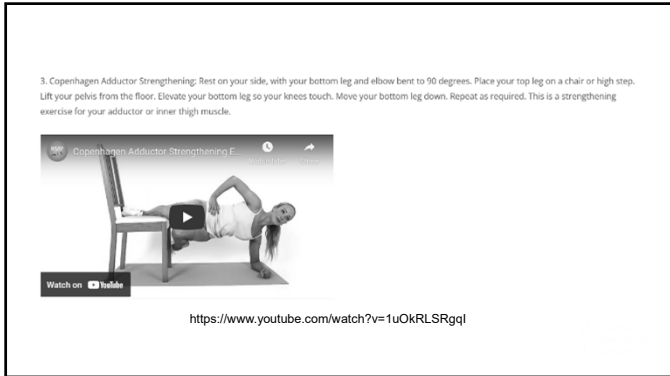 3. Copenhagen Adductor Strengthening: Rest on your side, with your bottom leg and elbow bent to 90 degrees. Place your top leg on a chair or high step.
Lift your pelvis from the floor. Elevate your bottom leg so your knees touch. Move your bottom leg down. Repeat as required. This is a strengthening
exercise for your adductor or inner thigh muscle.
Copenhagen Adductor Strengthening E...
Watch on YouTube
https://www.youtube.com/watch?v=1uOkRLSRgqI